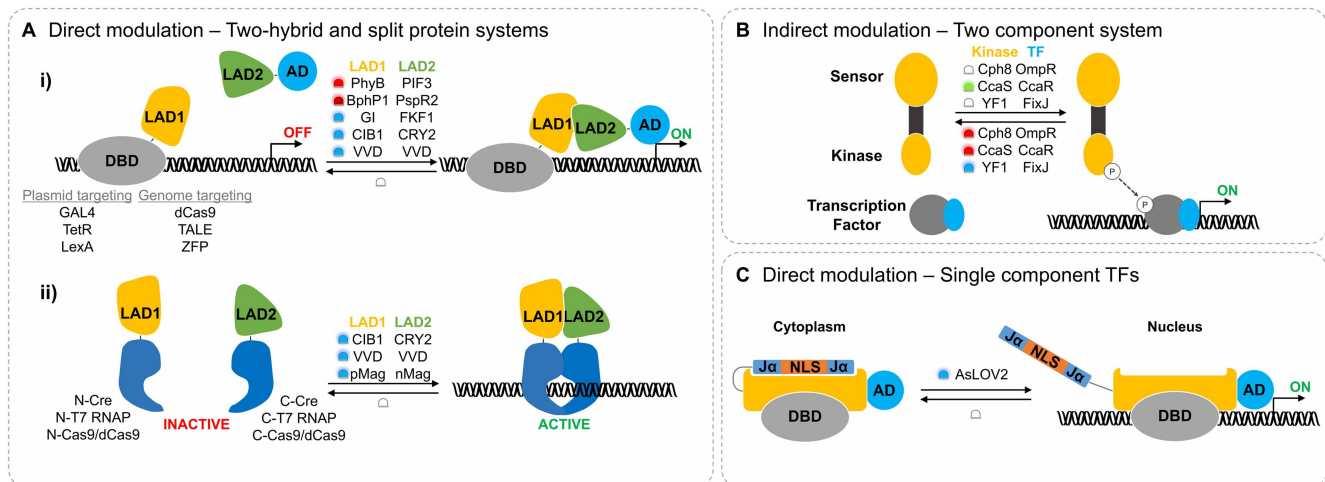 A Direct modulation – Two-hybrid and split protein systems
i)
LAD2
AD
LAD1
DBD
OFF
LAD1 LAD2
PhyB PIF3
BphP1 PspR2
GI FKF1
CIB1 CRY2
VVD VVD
LAD1
LAD2
AD
DBD
ON
Plasmid targeting Genome targeting
GAL4 dCas9
TetR TALE
LexA ZFP
ii)
LAD1
LAD2
N-Cre
N-T7 RNAP
N-Cas9/dCas9
INACTIVE
C-Cre
C-T7 RNAP
C-Cas9/dCas9
LAD1 LAD2
CIB1 CRY2
VVD VVD
pMag nMag
LAD1
LAD2
ACTIVE
B Indirect modulation – Two component system
Sensor
Kinase
Transcription
Factor
Kinase TF
Cph8 OmpR
CcaS CcaR
YF1 FixJ
Cph8 OmpR
CcaS CcaR
YF1 FixJ
P
P
ON
C Direct modulation – Single component TFs
Cytoplasm
Jα NLS Jα
AD
DBD
AsLOV2
Nucleus
Jα NLS Jα
AD
DBD
ON